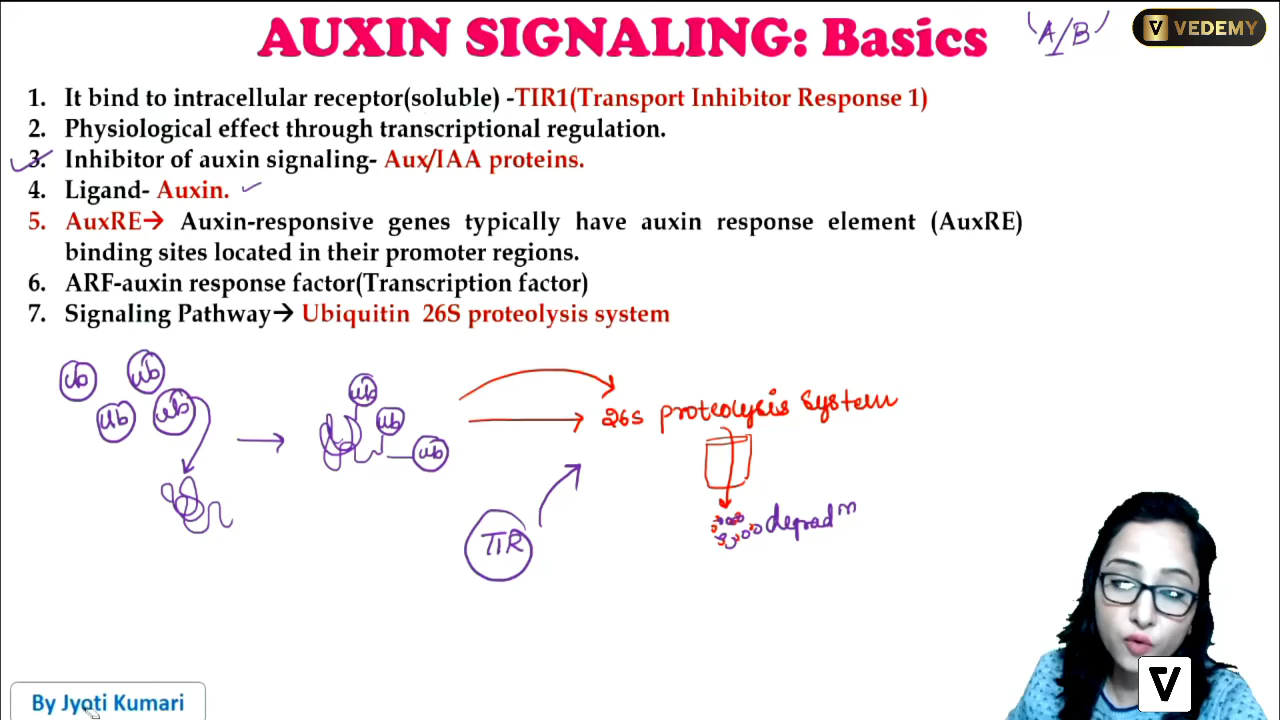 AUXIN SIGNALING: Basics
(A/B)
VEDEMY
1. It bind to intracellular receptor(soluble) -TIR1(Transport Inhibitor Response 1)
2. Physiological effect through transcriptional regulation.
3. Inhibitor of auxin signaling- Aux/IAA proteins.
4. Ligand- Auxin.
5. AuxRE→ Auxin-responsive genes typically have auxin response element (AuxRE)
binding sites located in their promoter regions.
6. ARF-auxin response factor(Transcription factor)
7. Signaling Pathway→ Ubiquitin 26S proteolysis system
ub ub ub ub
ub ub ub
26s proteolysis system
TIR
degradn
By Jyoti Kumari